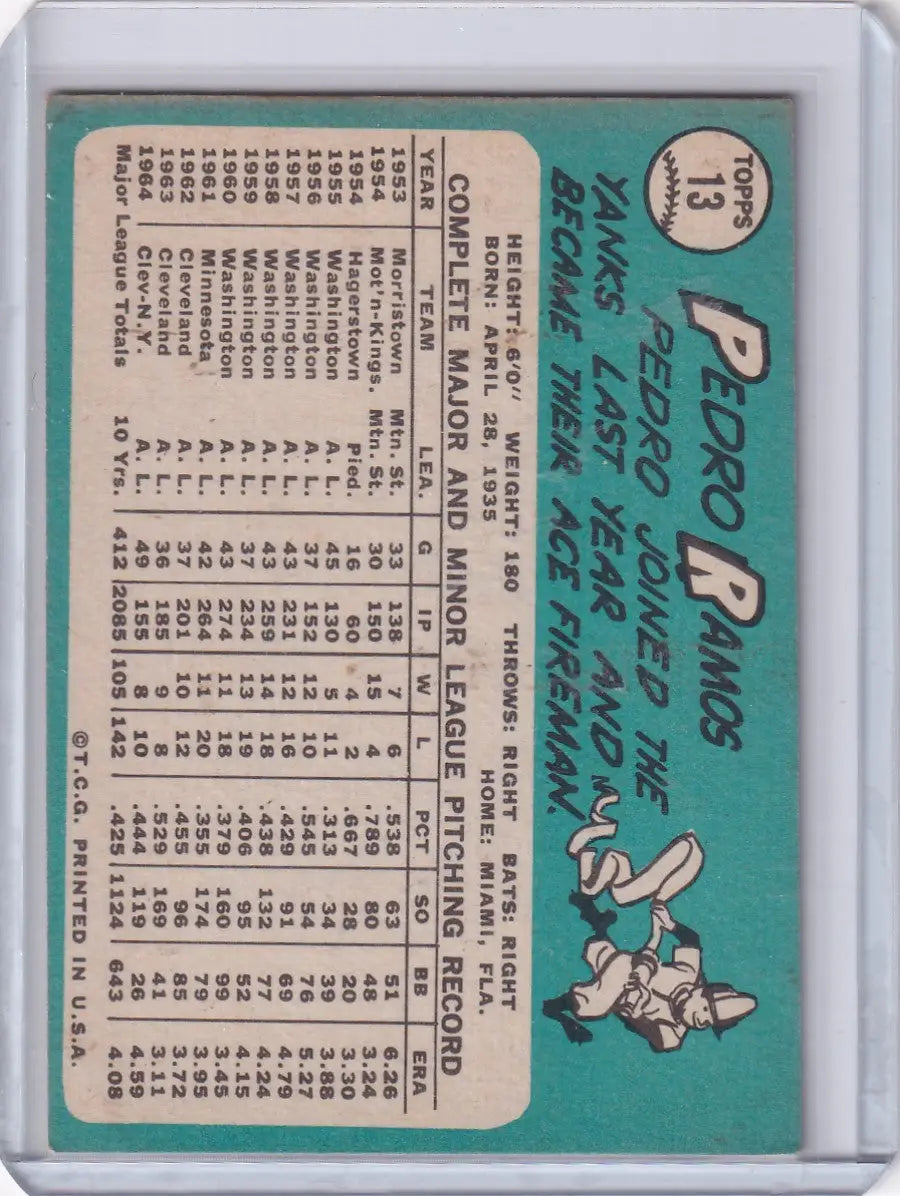 TOPPS
13
PEDRO RAMOS
PEDRO JOINED THE
YANKS LAST YEAR AND
BECAME THEIR ACE FIREMAN.
HEIGHT: 6'0" WEIGHT: 180 THROWS: RIGHT BATS: RIGHT
BORN: APRIL 28, 1935 HOME: MIAMI, FLA.
COMPLETE MAJOR AND MINOR LEAGUE PITCHING RECORD
YEAR TEAM LEA. G IP W L PCT SO BB ERA
1953 Morristown Mtn. St. 33 138 7 6 .538 63 51 6.26
1954 Mot'n-Kings. Mtn. St. 30 150 15 4 .789 80 48 3.24
1954 Hagerstown Pied. 16 60 4 2 .667 28 20 3.30
1955 Washington A. L. 45 130 5 11 .313 34 39 3.88
1956 Washington A. L. 37 152 12 10 .545 54 76 5.27
1957 Washington A. L. 43 231 12 16 .429 91 69 4.79
1958 Washington A. L. 43 259 14 18 .438 132 77 4.24
1959 Washington A. L. 37 234 13 19 .406 95 52 4.15
1960 Washington A. L. 43 274 11 18 .379 160 99 3.45
1961 Minnesota A. L. 42 264 11 20 .355 174 79 3.95
1962 Cleveland A. L. 37 201 10 12 .455 96 85 3.72
1963 Cleveland A. L. 36 185 9 8 .529 169 41 3.11
1964 Clev-N.Y. A. L. 49 155 8 10 .444 119 26 4.59
Major League Totals 10 Yrs. 412 2085 105 142 .425 1124 643 4.08
©T.C.G. PRINTED IN U.S.A.